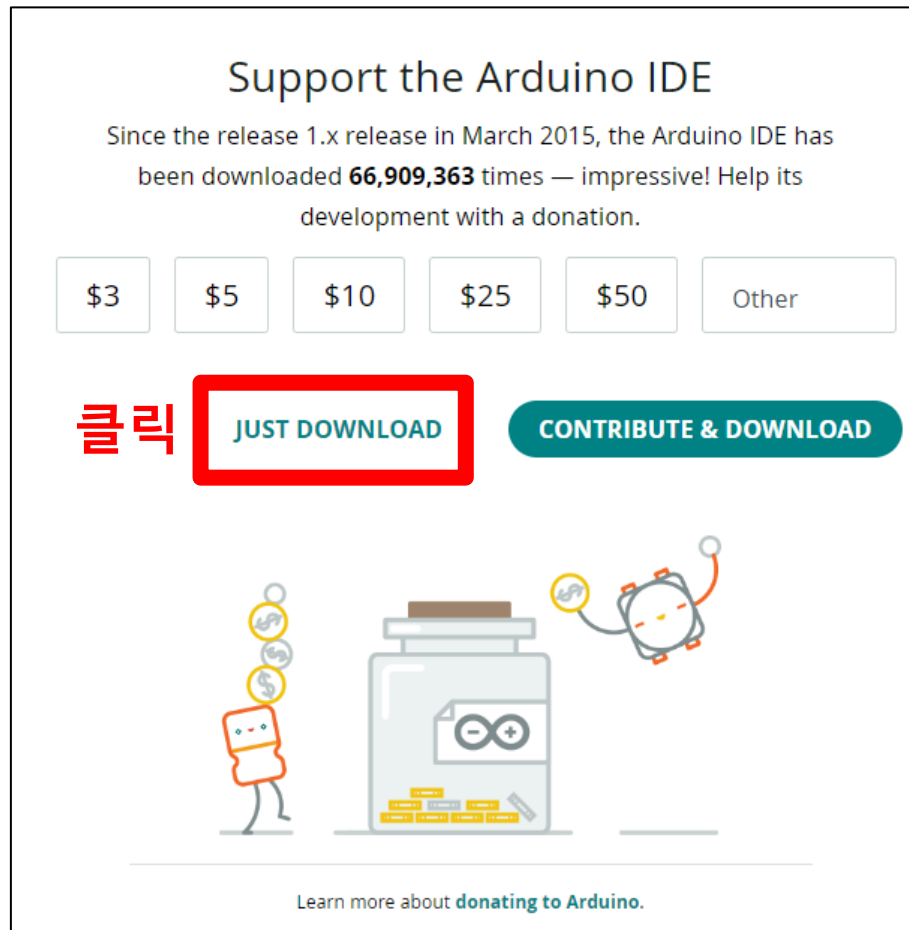 Support the Arduino IDE
Since the release 1.x release in March 2015, the Arduino IDE has
been downloaded 66,909,363 times — impressive! Help its
development with a donation.
$3 $5 $10 $25 $50 Other
클릭 JUST DOWNLOAD CONTRIBUTE & DOWNLOAD
Learn more about donating to Arduino.